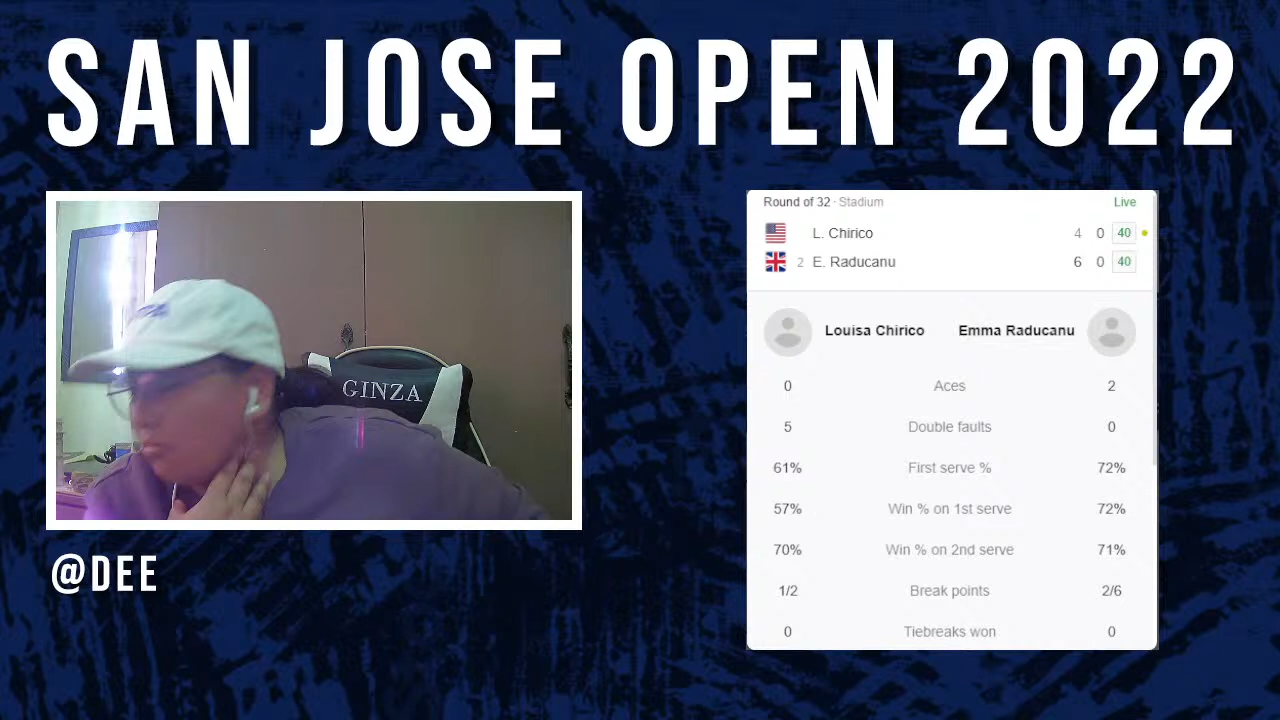 SAN JOSE OPEN 2022
GINZA
@DEE
Round of 32 · Stadium Live
L. Chirico 4 0 40
2 E. Raducanu 6 0 40
Louisa Chirico Emma Raducanu
0 Aces 2
5 Double faults 0
61% First serve % 72%
57% Win % on 1st serve 72%
70% Win % on 2nd serve 71%
1/2 Break points 2/6
0 Tiebreaks won 0